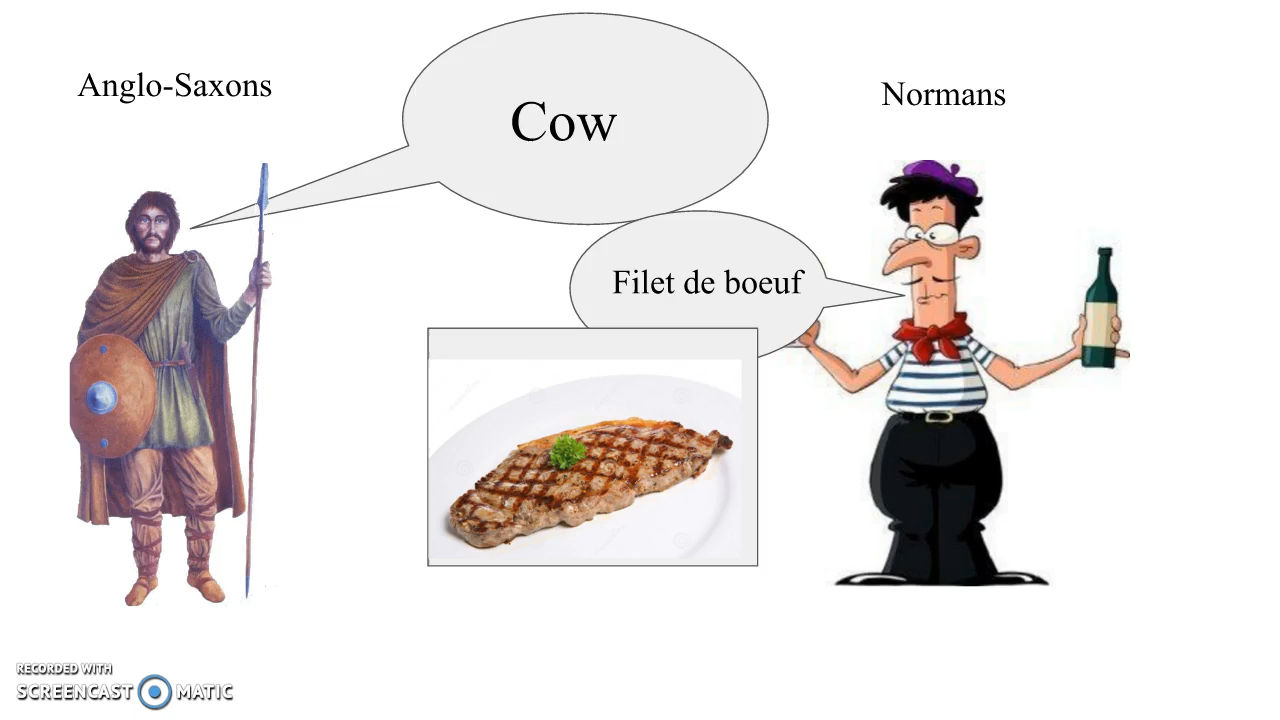 Anglo-Saxons
Cow
Normans
Filet de boeuf
RECORDED WITH
SCREENCAST MATIC